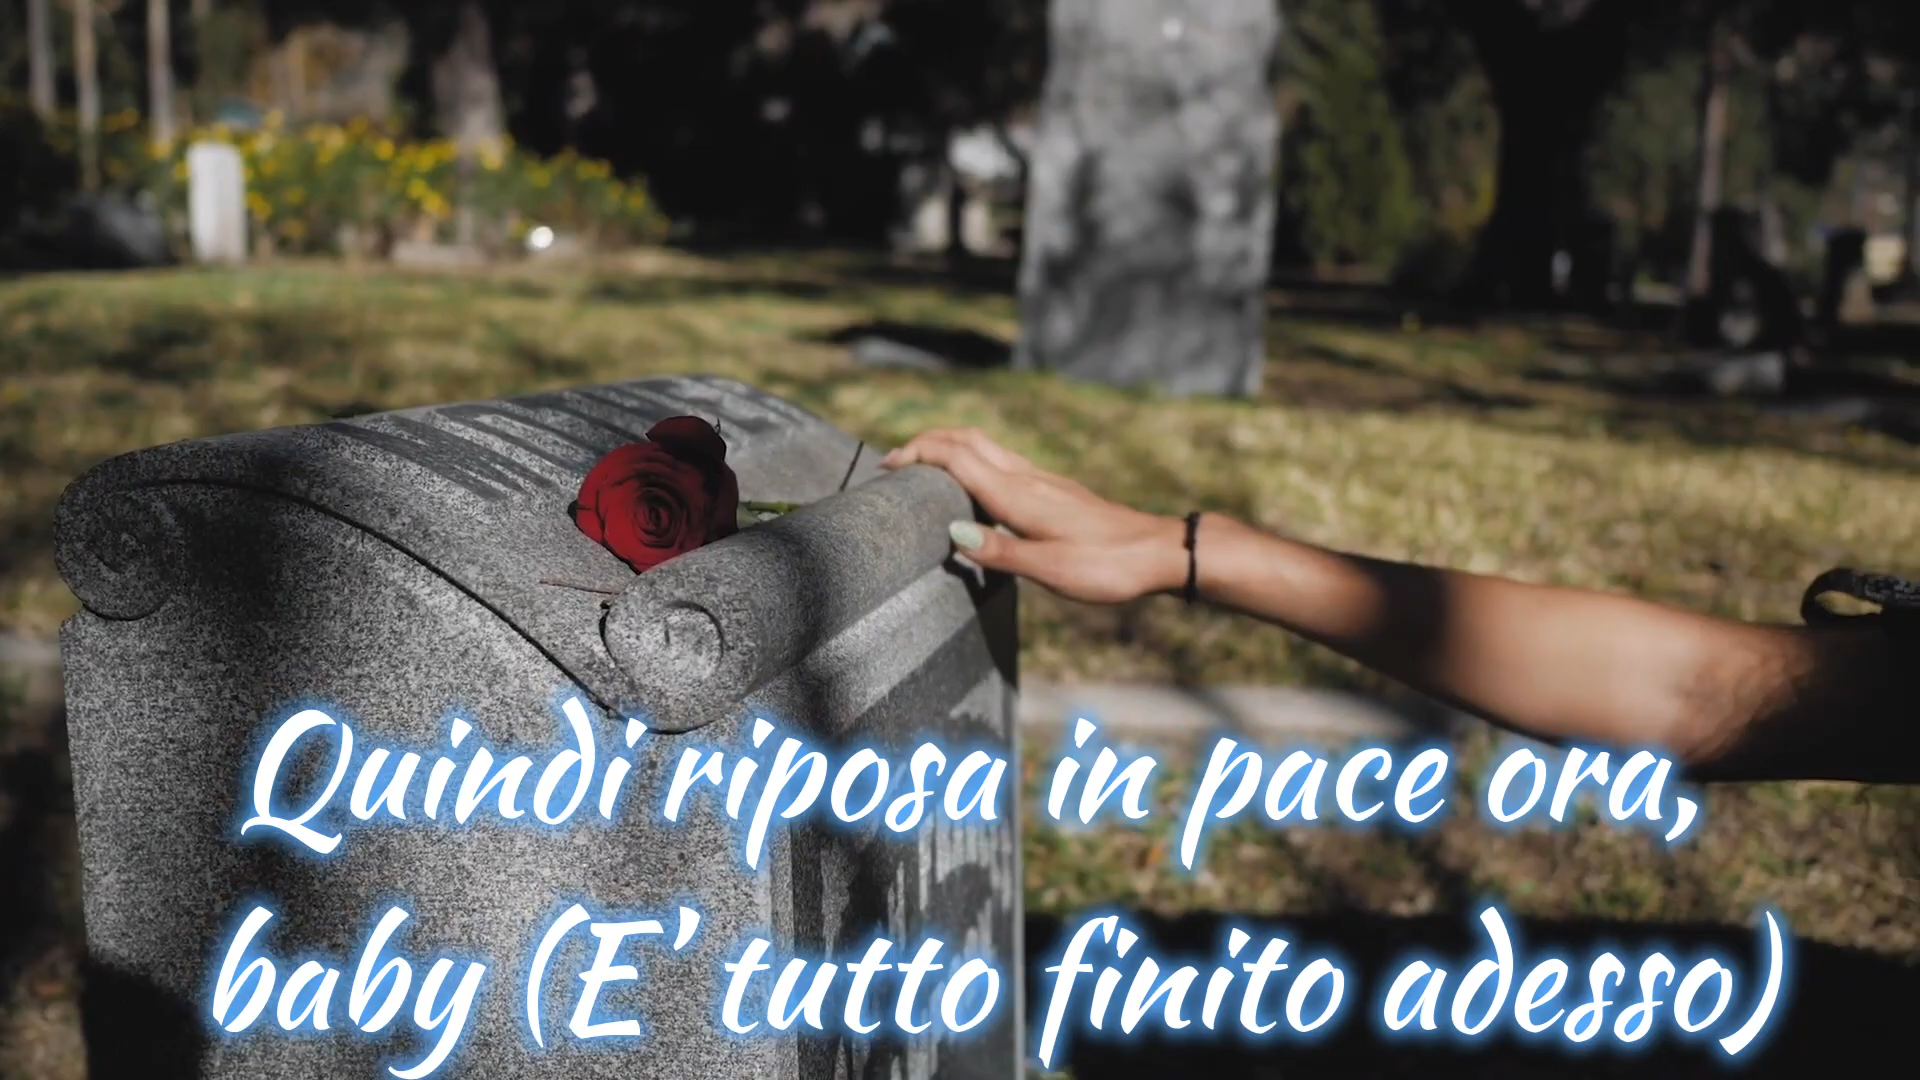 Quindi riposa in pace ora,
baby (E' tutto finito adesso)